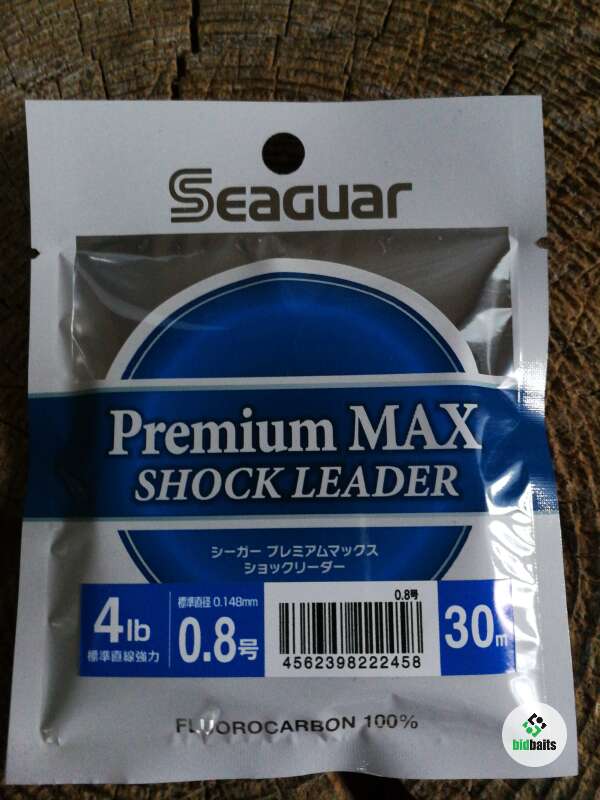 Seaguar
Premium MAX
SHOCK LEADER
シーガー プレミアムマックス
ショックリーダー
4lb
標準直線強力
標準直径 0.148mm
0.8号
0.8号
4562398222458
30m
FLUOROCARBON 100%
bidbaits